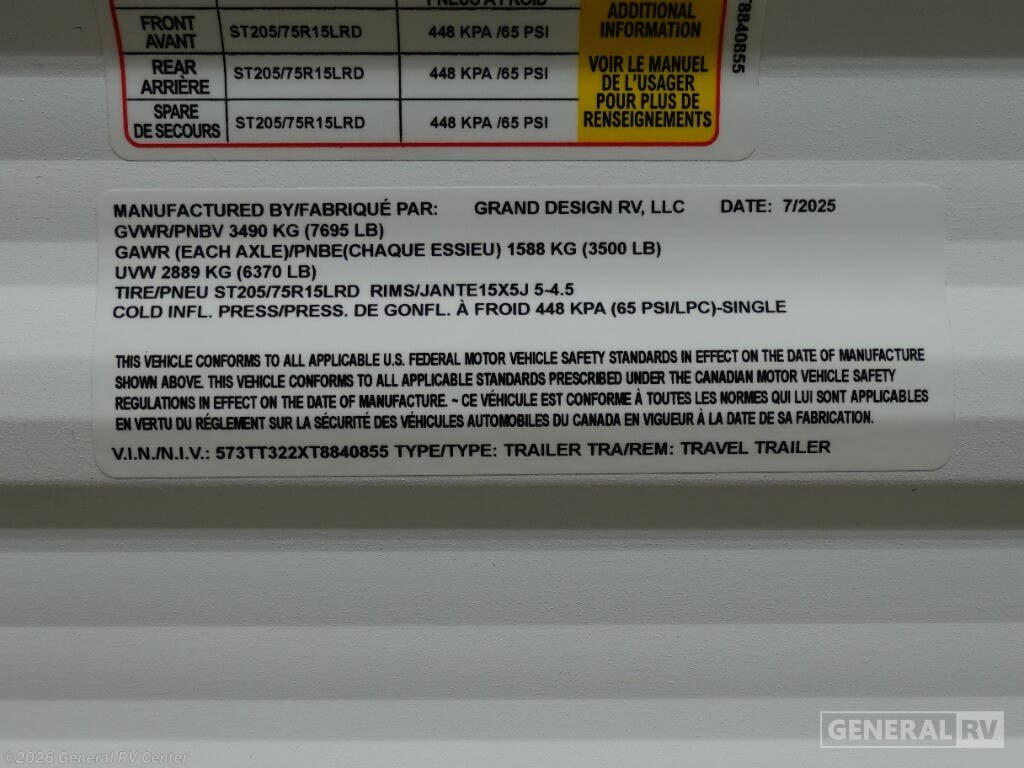 PNEUS À FROID
ADDITIONAL
INFORMATION
FRONT
AVANT
ST205/75R15LRD
448 KPA /65 PSI
REAR
ARRIÈRE
ST205/75R15LRD
448 KPA /65 PSI
SPARE
DE SECOURS
ST205/75R15LRD
448 KPA /65 PSI
VOIR LE MANUEL
DE L'USAGER
POUR PLUS DE
RENSEIGNEMENTS
8840855
MANUFACTURED BY/FABRIQUÉ PAR: GRAND DESIGN RV, LLC DATE: 7/2025
GVWR/PNBV 3490 KG (7695 LB)
GAWR (EACH AXLE)/PNBE(CHAQUE ESSIEU) 1588 KG (3500 LB)
UVW 2889 KG (6370 LB)
TIRE/PNEU ST205/75R15LRD RIMS/JANTE15X5J 5-4.5
COLD INFL. PRESS/PRESS. DE GONFL. À FROID 448 KPA (65 PSI/LPC)-SINGLE
THIS VEHICLE CONFORMS TO ALL APPLICABLE U.S. FEDERAL MOTOR VEHICLE SAFETY STANDARDS IN EFFECT ON THE DATE OF MANUFACTURE
SHOWN ABOVE. THIS VEHICLE CONFORMS TO ALL APPLICABLE STANDARDS PRESCRIBED UNDER THE CANADIAN MOTOR VEHICLE SAFETY
REGULATIONS IN EFFECT ON THE DATE OF MANUFACTURE. ~ CE VÉHICULE EST CONFORME À TOUTES LES NORMES QUI LUI SONT APPLICABLES
EN VERTU DU RÉGLEMENT SUR LA SÉCURITÉ DES VÉHICULES AUTOMOBILES DU CANADA EN VIGUEUR À LA DATE DE SA FABRICATION.
V.I.N./N.I.V.: 573TT322XT8840855 TYPE/TYPE: TRAILER TRA/REM: TRAVEL TRAILER
GENERAL RV
©2026 General RV Center